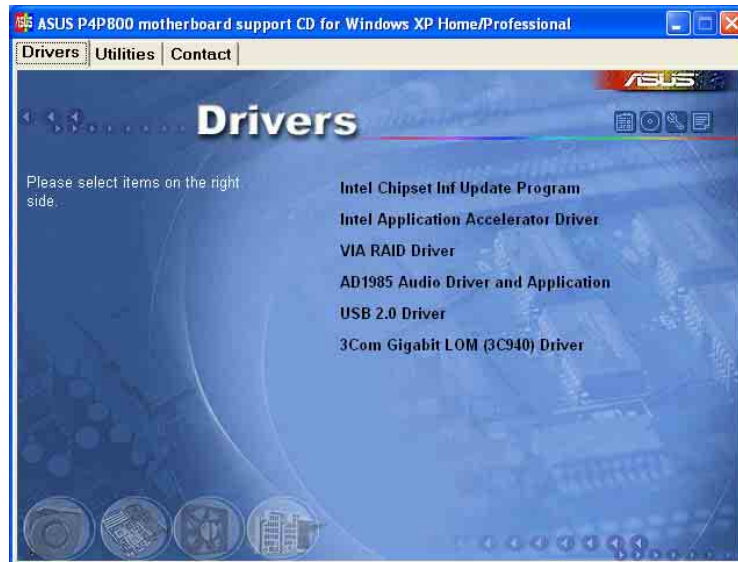 ASUS P4P800 motherboard support CD for Windows XP Home/Professional
Drivers Utilities Contact
ASUS
Drivers
Please select items on the right side.
Intel Chipset Inf Update Program
Intel Application Accelerator Driver
VIA RAID Driver
AD1985 Audio Driver and Application
USB 2.0 Driver
3Com Gigabit LOM (3C940) Driver